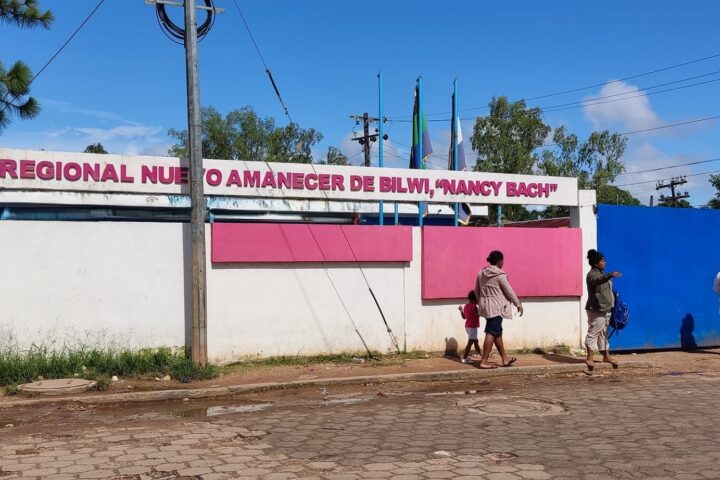 REGIONAL NUEVO AMANECER DE BILWI, "NANCY BACH"